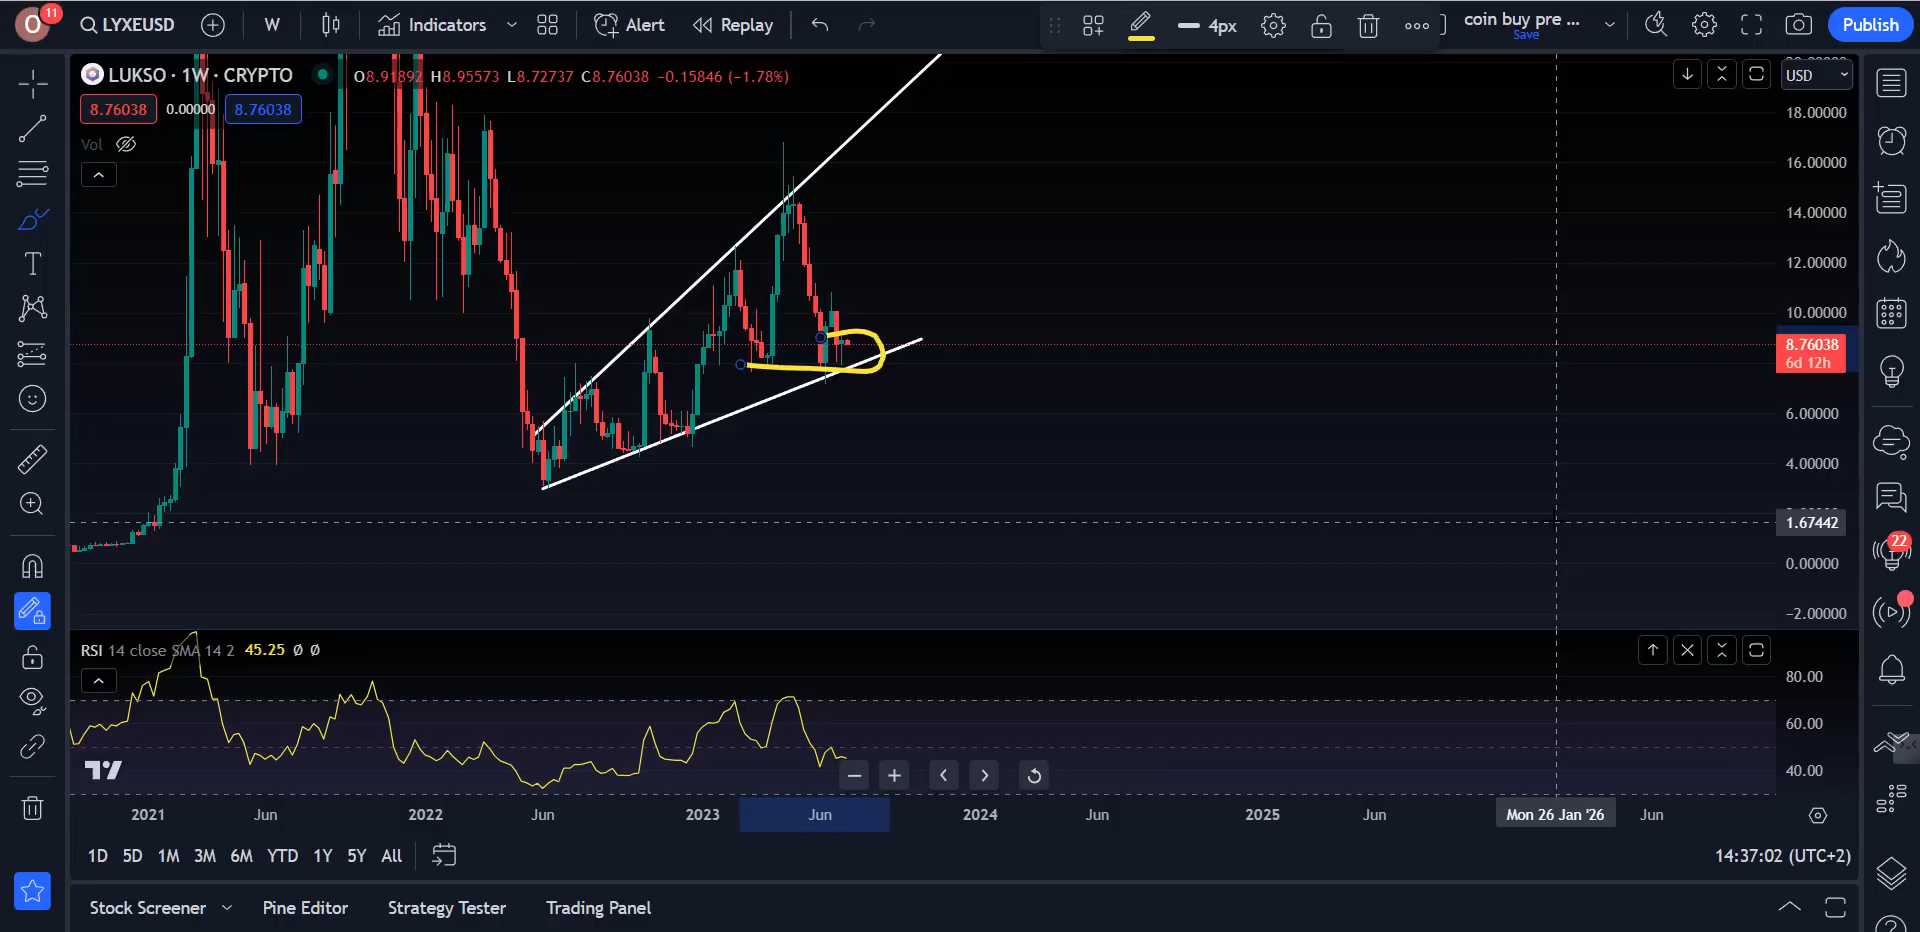 O
11
LYXEUSD
W
Indicators
Alert
Replay
4px
coin buy pre ...
Save
Publish
LUKSO · 1W · CRYPTO
O8.91892 H8.95573 L8.72737 C8.76038 −0.15846 (−1.78%)
8.76038
0.00000
8.76038
Vol
USD
18.00000
16.00000
14.00000
12.00000
10.00000
8.76038
6d 12h
6.00000
4.00000
1.67442
0.00000
−2.00000
22
RSI 14 close SMA 14 2 45.25 Ø Ø
80.00
60.00
40.00
2021
Jun
2022
Jun
2023
Jun
2024
Jun
2025
Jun
Mon 26 Jan '26
Jun
1D 5D 1M 3M 6M YTD 1Y 5Y All
14:37:02 (UTC+2)
Stock Screener
Pine Editor
Strategy Tester
Trading Panel